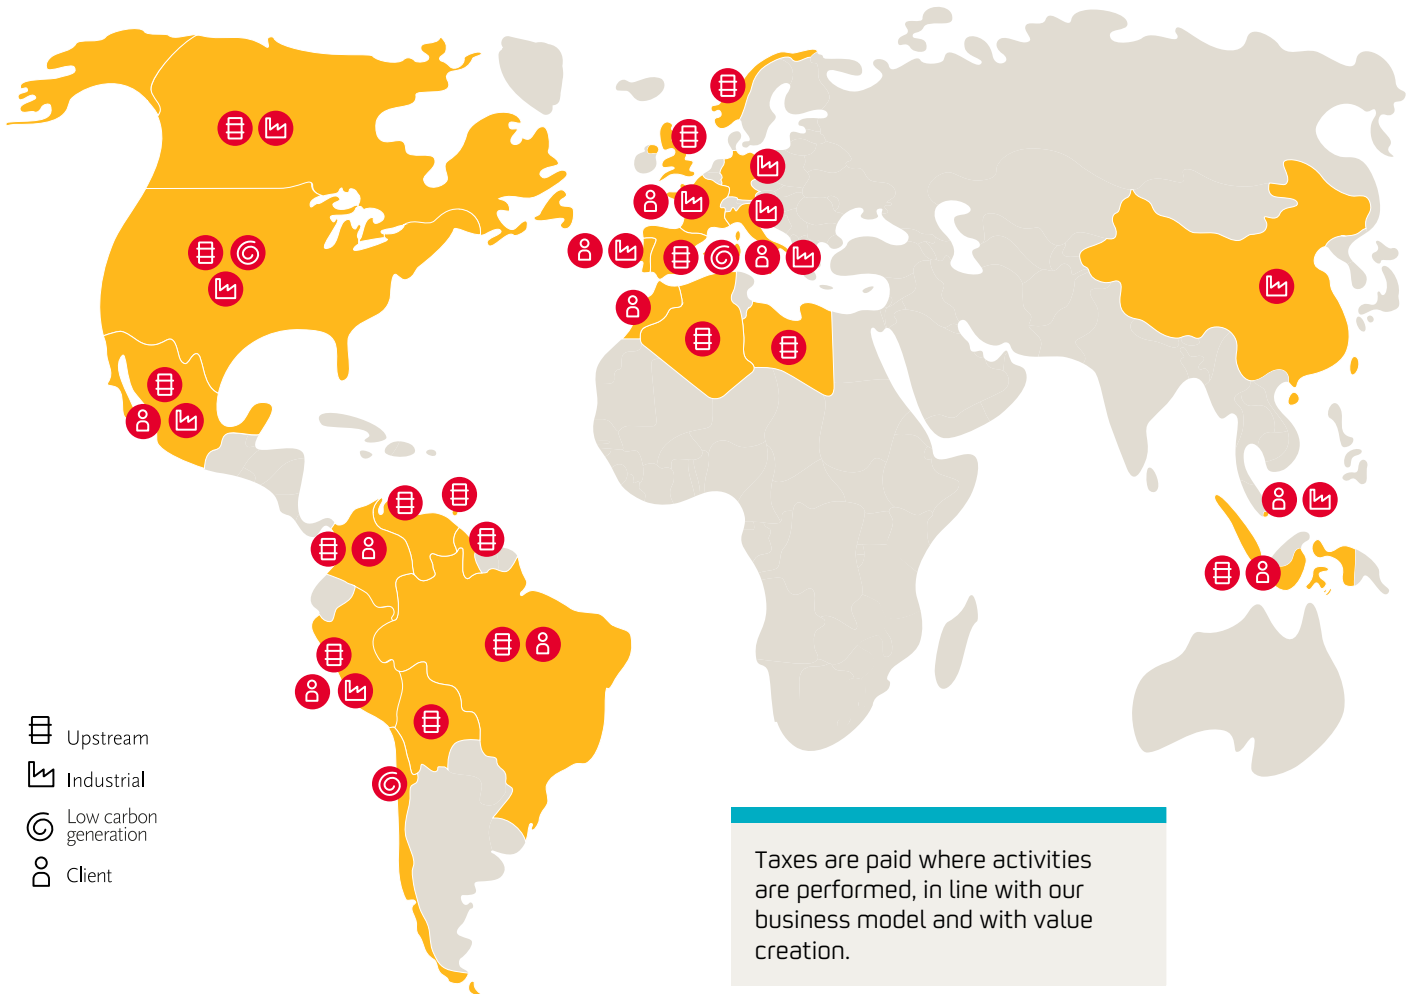 Upstream
Industrial
Low carbon
generation
Client
Taxes are paid where activities
are performed, in line with our
business model and with value
creation.